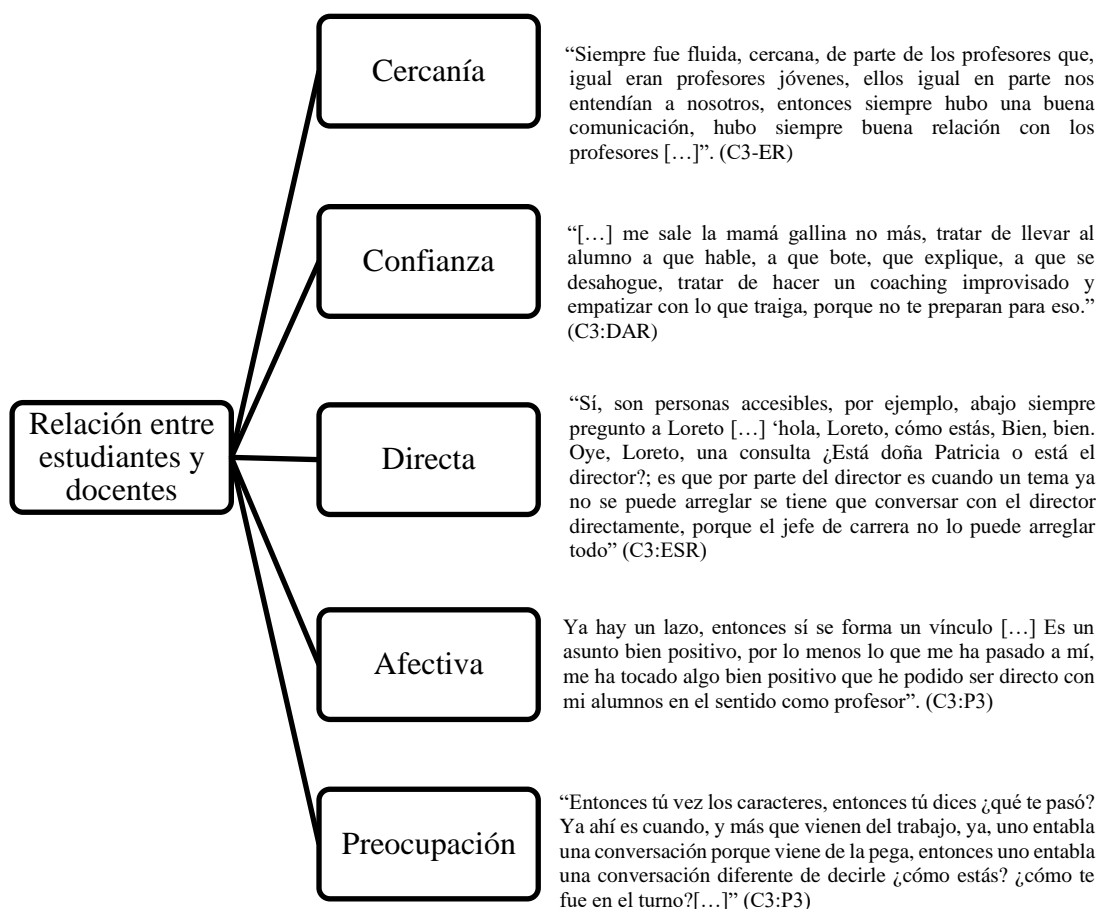 Cercanía
“Siempre fue fluida, cercana, de parte de los profesores que,
igual eran profesores jóvenes, ellos igual en parte nos
entendían a nosotros, entonces siempre hubo una buena
comunicación, hubo siempre buena relación con los
profesores […]”. (C3-ER)
Confianza
“[…] me sale la mamá gallina no más, tratar de llevar al
alumno a que hable, a que bote, que explique, a que se
desahogue, tratar de hacer un coaching improvisado y
empatizar con lo que traiga, porque no te preparan para eso.”
(C3:DAR)
Relación entre
estudiantes y
docentes
Directa
“Sí, son personas accesibles, por ejemplo, abajo siempre
pregunto a Loreto […] ‘hola, Loreto, cómo estás, Bien, bien.
Oye, Loreto, una consulta ¿Está doña Patricia o está el
director?; es que por parte del director es cuando un tema ya
no se puede arreglar se tiene que conversar con el director
directamente, porque el jefe de carrera no lo puede arreglar
todo” (C3:ESR)
Afectiva
Ya hay un lazo, entonces sí se forma un vínculo […] Es un
asunto bien positivo, por lo menos lo que me ha pasado a mí,
me ha tocado algo bien positivo que he podido ser directo con
mi alumnos en el sentido como profesor”. (C3:P3)
Preocupación
“Entonces tú vez los caracteres, entonces tú dices ¿qué te pasó?
Ya ahí es cuando, y más que vienen del trabajo, ya, uno entabla
una conversación porque viene de la pega, entonces uno entabla
una conversación diferente de decirle ¿cómo estás? ¿cómo te
fue en el turno?[…]” (C3:P3)